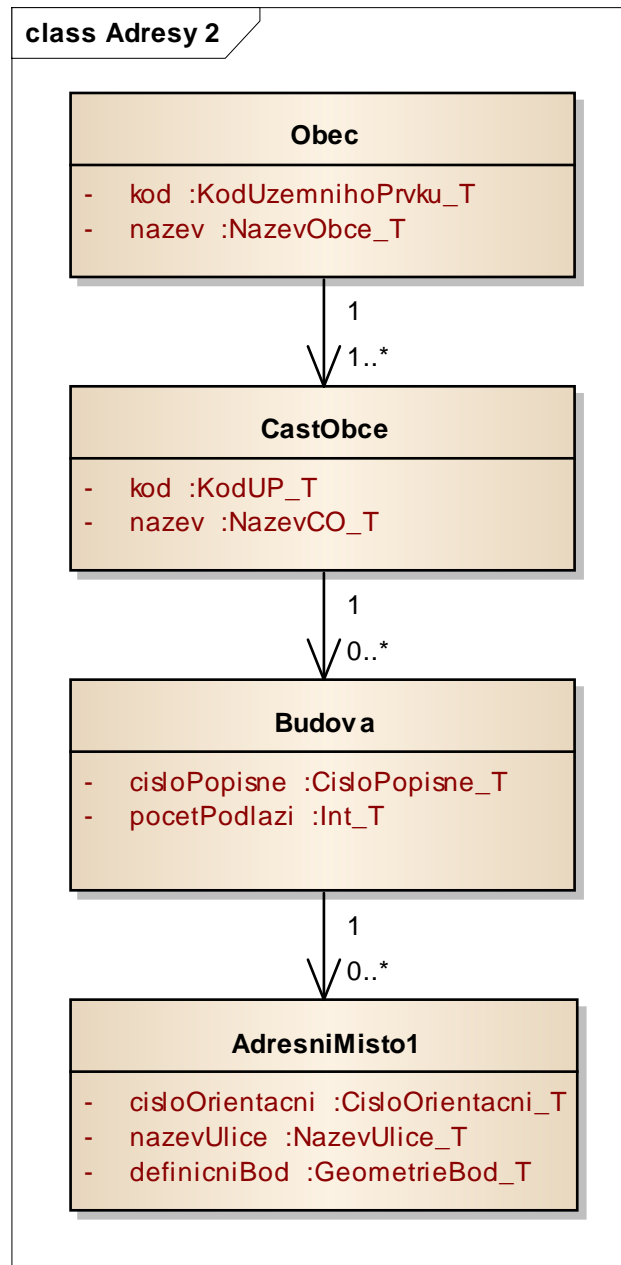 class Adresy 2
Obec
- kod :KodUzemnihoPrvku_T
- nazev :NazevObce_T
1
1..*
CastObce
- kod :KodUP_T
- nazev :NazevCO_T
1
0..*
Budova
- cisloPopisne :CisloPopisne_T
- pocetPodlazi :Int_T
1
0..*
AdresniMisto1
- cisloOrientacni :CisloOrientacni_T
- nazevUlice :NazevUlice_T
- definicniBod :GeometrieBod_T